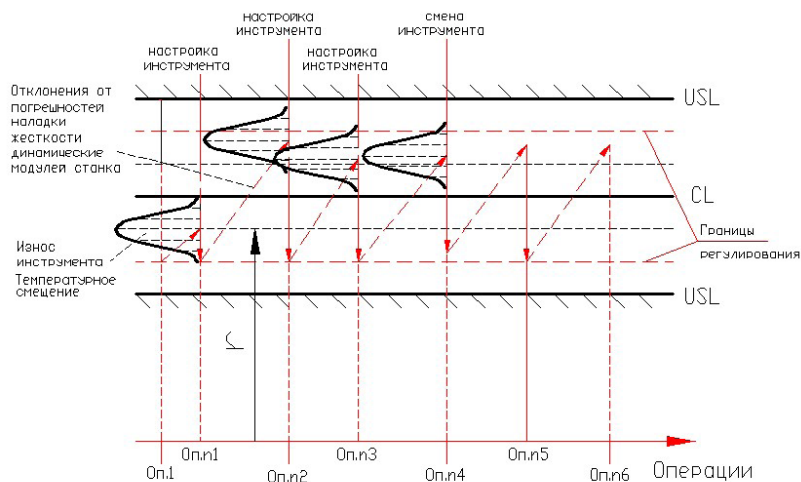 настройка
инструмента
смена
инструмента
настройка
инструмента
настройка
инструмента
Отклонения от
погрешностей
наладки
жесткости
динамические
модулей станка
USL
CL
Границы
регулирования
Износ
инструмента
Температурное
смещение
USL
r
Оп.1
Оп.n1
Оп.n2
Оп.n3
Оп.n4
Оп.n5
Оп.n6
Операции